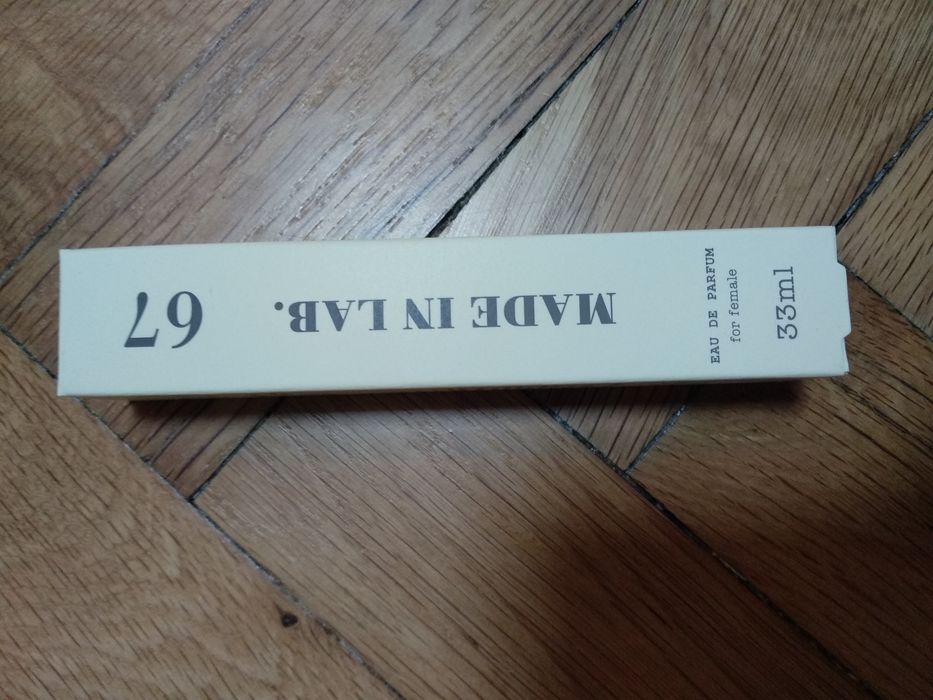 67
MADE IN LAB.
EAU DE PARFUM
for female
33ml